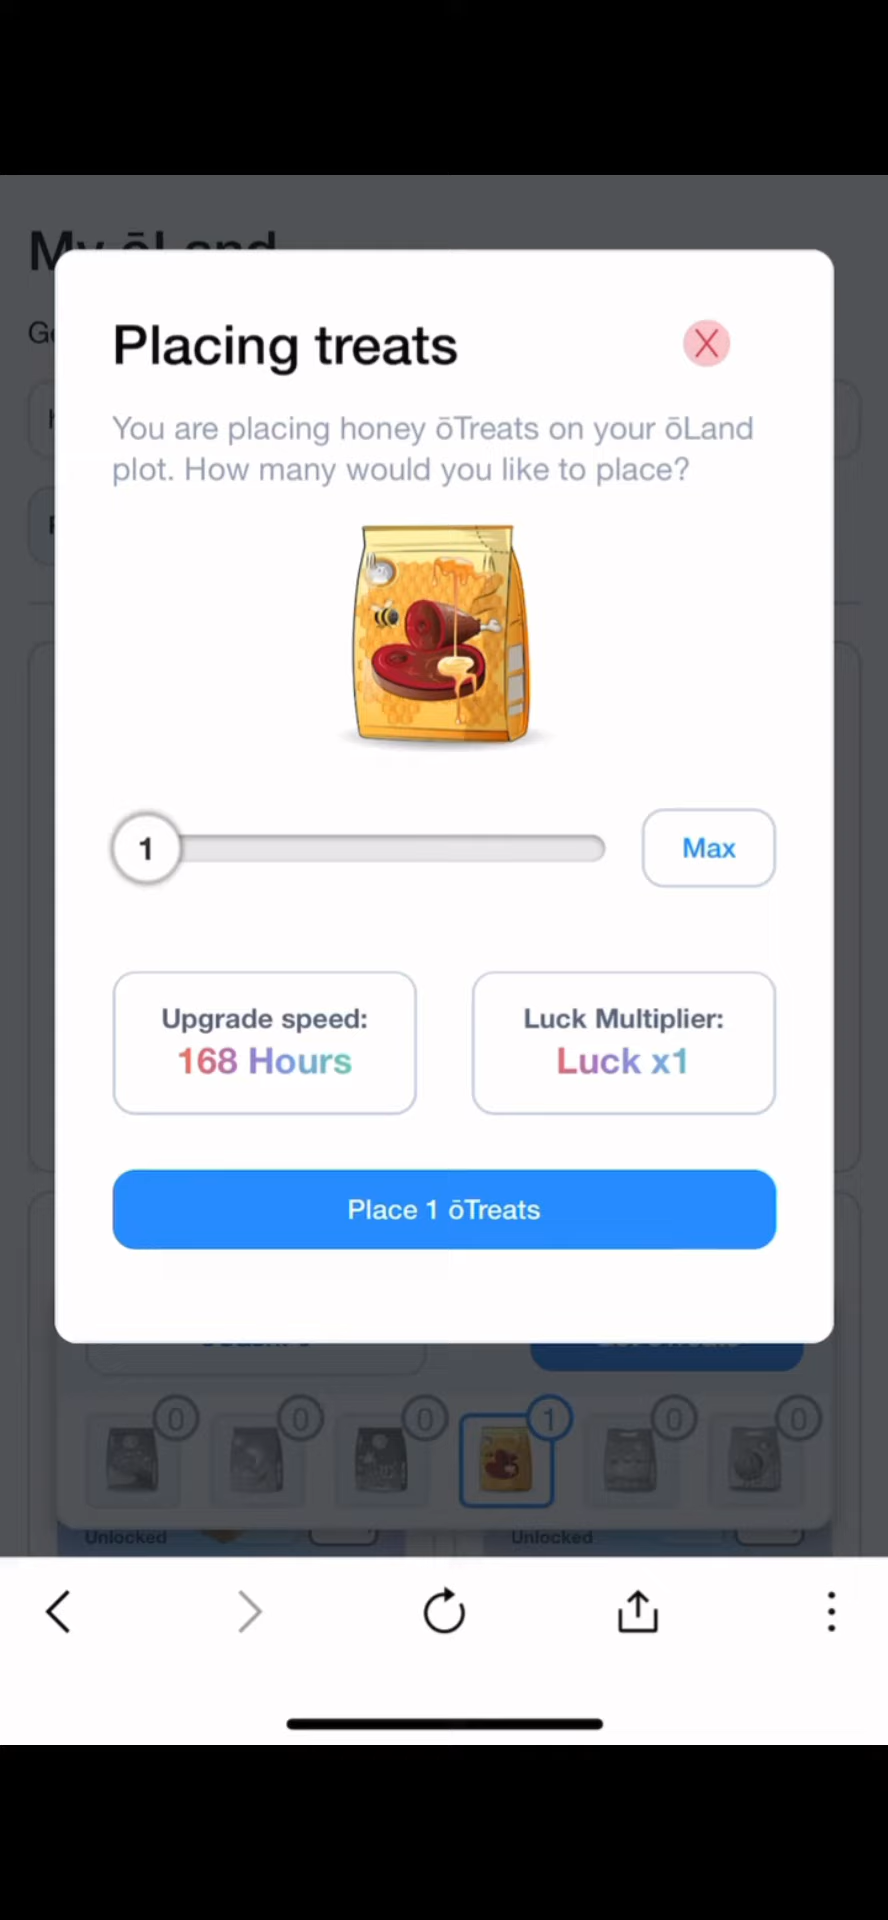 My ōLand
Placing treats
X
You are placing honey ōTreats on your ōLand
plot. How many would you like to place?
1
Max
Upgrade speed:
168 Hours
Luck Multiplier:
Luck x1
Place 1 ōTreats
0
0
0
1
0
0
Unlocked
Unlocked